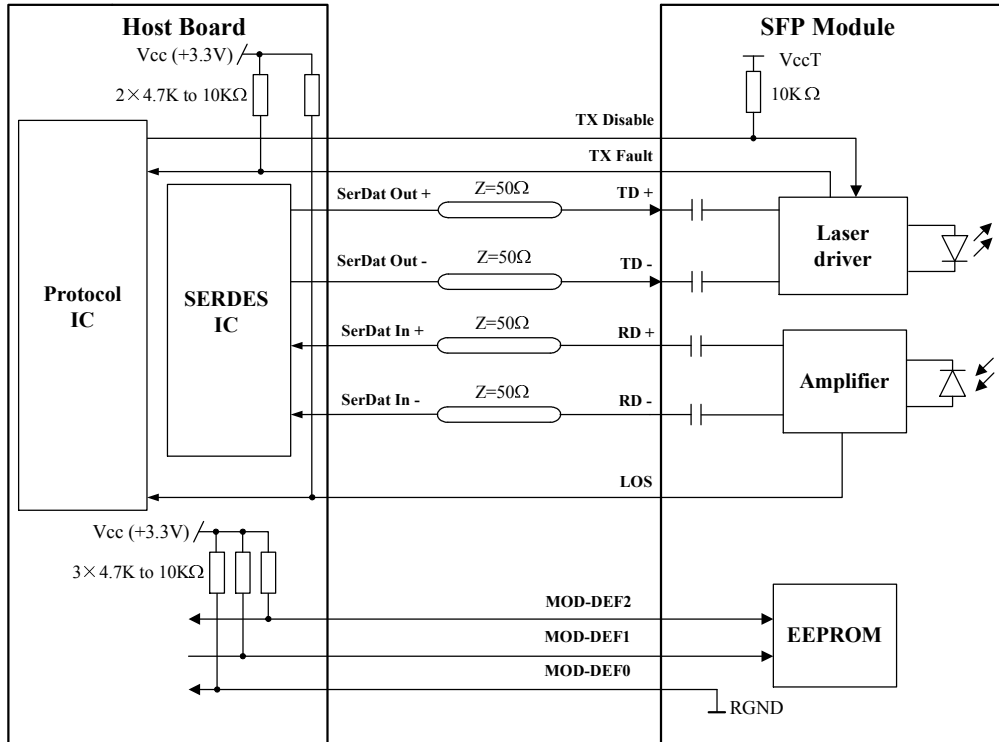 Host Board
SFP Module
Vcc (+3.3V)
VccT
2×4.7K to 10KΩ
10KΩ
TX Disable
TX Fault
SerDat Out +
Z=50Ω
TD +
Laser
driver
SerDat Out -
Z=50Ω
TD -
Protocol
IC
SERDES
IC
SerDat In +
Z=50Ω
RD +
Amplifier
SerDat In -
Z=50Ω
RD -
LOS
Vcc (+3.3V)
3×4.7K to 10KΩ
MOD-DEF2
EEPROM
MOD-DEF1
MOD-DEF0
RGND